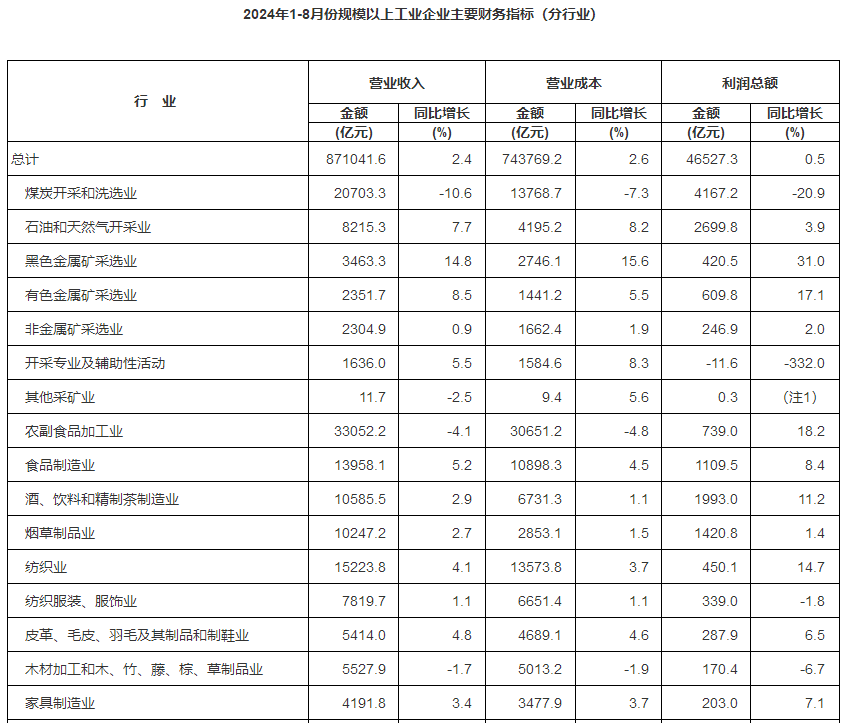 2024年1-8月份规模以上工业企业主要财务指标（分行业）
行 业 营业收入 营业成本 利润总额
金额 同比增长 金额 同比增长 金额 同比增长
(亿元) (%) (亿元) (%) (亿元) (%)
总计 871041.6 2.4 743769.2 2.6 46527.3 0.5
煤炭开采和洗选业 20703.3 -10.6 13768.7 -7.3 4167.2 -20.9
石油和天然气开采业 8215.3 7.7 4195.2 8.2 2699.8 3.9
黑色金属矿采选业 3463.3 14.8 2746.1 15.6 420.5 31.0
有色金属矿采选业 2351.7 8.5 1441.2 5.5 609.8 17.1
非金属矿采选业 2304.9 0.9 1662.4 1.9 246.9 2.0
开采专业及辅助性活动 1636.0 5.5 1584.6 8.3 -11.6 -332.0
其他采矿业 11.7 -2.5 9.4 5.6 0.3 （注1）
农副食品加工业 33052.2 -4.1 30651.2 -4.8 739.0 18.2
食品制造业 13958.1 5.2 10898.3 4.5 1109.5 8.4
酒、饮料和精制茶制造业 10585.5 2.9 6731.3 1.1 1993.0 11.2
烟草制品业 10247.2 2.7 2853.1 1.5 1420.8 1.4
纺织业 15223.8 4.1 13573.8 3.7 450.1 14.7
纺织服装、服饰业 7819.7 1.1 6651.4 1.1 339.0 -1.8
皮革、毛皮、羽毛及其制品和制鞋业 5414.0 4.8 4689.1 4.6 287.9 6.5
木材加工和木、竹、藤、棕、草制品业 5527.9 -1.7 5013.2 -1.9 170.4 -6.7
家具制造业 4191.8 3.4 3477.9 3.7 203.0 7.1